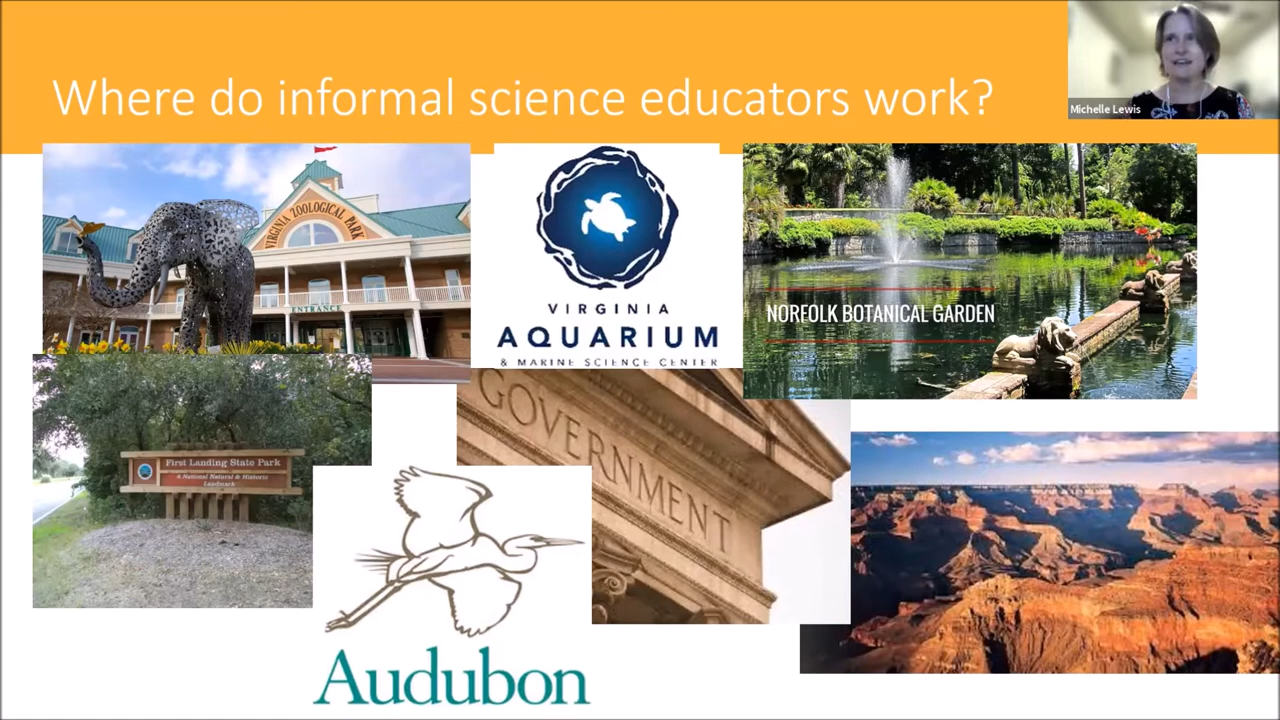 Where do informal science educators work?
Michelle Lewis
VIRGINIA ZOOLOGICAL PARK
ENTRANCE
VIRGINIA
AQUARIUM
& MARINE SCIENCE CENTER
NORFOLK BOTANICAL GARDEN
First Landing State Park
A National Natural & Historic
Landmark
GOVERNMENT
Audubon